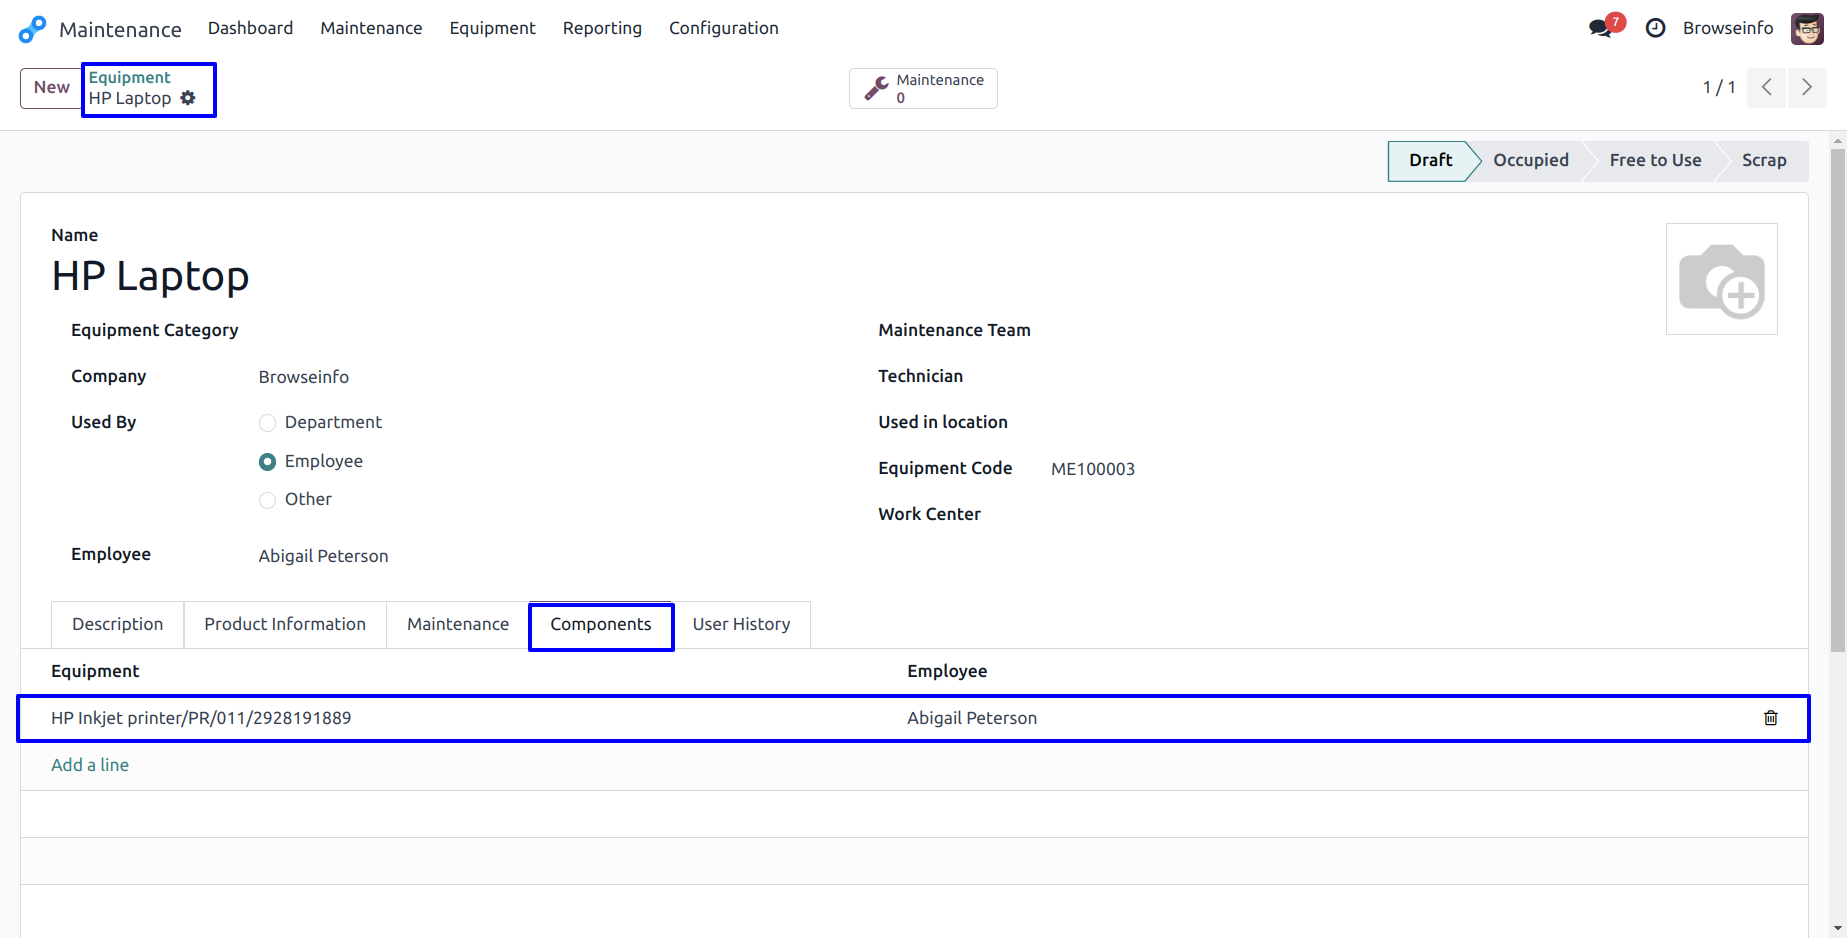 Maintenance Dashboard Maintenance Equipment Reporting Configuration 7 Browseinfo
New Equipment Maintenance
HP Laptop 0 1 / 1
Draft Occupied Free to Use Scrap
Name
HP Laptop
Equipment Category Maintenance Team
Company Browseinfo Technician
Used By Department Used in location
Employee Equipment Code ME100003
Other Work Center
Employee Abigail Peterson
Description Product Information Maintenance Components User History
Equipment Employee
HP Inkjet printer/PR/011/2928191889 Abigail Peterson
Add a line